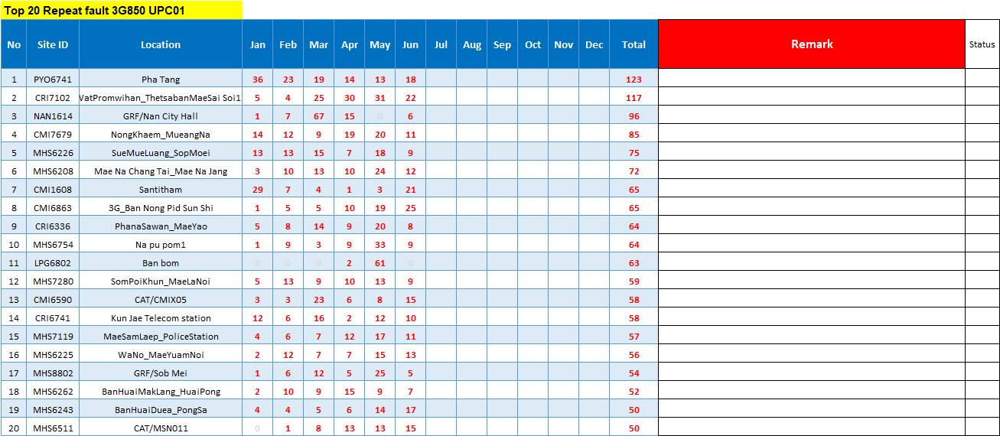 Top 20 Repeat fault 3G850 UPC01
No Site ID Location Jan Feb Mar Apr May Jun Jul Aug Sep Oct Nov Dec Total Remark Status
1 PYO6741 Pha Tang 36 23 19 14 13 18 123
2 CRI7102 VatPromwihan_ThetsabanMaeSai Soi1 5 4 25 30 31 22 117
3 NAN1614 GRF/Nan City Hall 1 7 67 15 0 6 96
4 CMI7679 NongKhaem_MueangNa 14 12 9 19 20 11 85
5 MHS6226 SueMueLuang_SopMoei 13 13 15 7 18 9 75
6 MHS6208 Mae Na Chang Tai_Mae Na Jang 3 10 13 10 24 12 72
7 CMI1608 Santitham 29 7 4 1 3 21 65
8 CMI6863 3G_Ban Nong Pid Sun Shi 1 5 5 10 19 25 65
9 CRI6336 PhanaSawan_MaeYao 5 8 14 9 20 8 64
10 MHS6754 Na pu pom1 1 9 3 9 33 9 64
11 LPG6802 Ban bom 0 0 0 2 61 0 63
12 MHS7280 SomPoiKhun_MaeLaNoi 5 13 9 10 13 9 59
13 CMI6590 CAT/CMIX05 3 3 23 6 8 15 58
14 CRI6741 Kun Jae Telecom station 12 6 16 2 12 10 58
15 MHS7119 MaeSamLaep_PoliceStation 4 6 7 12 17 11 57
16 MHS6225 WaNo_MaeYuamNoi 2 12 7 7 15 13 56
17 MHS8802 GRF/Sob Mei 1 6 12 5 25 5 54
18 MHS6262 BanHuaiMakLang_HuaiPong 2 10 9 15 9 7 52
19 MHS6243 BanHuaiDuea_PongSa 4 4 5 6 14 17 50
20 MHS6511 CAT/MSN011 0 1 8 13 13 15 50